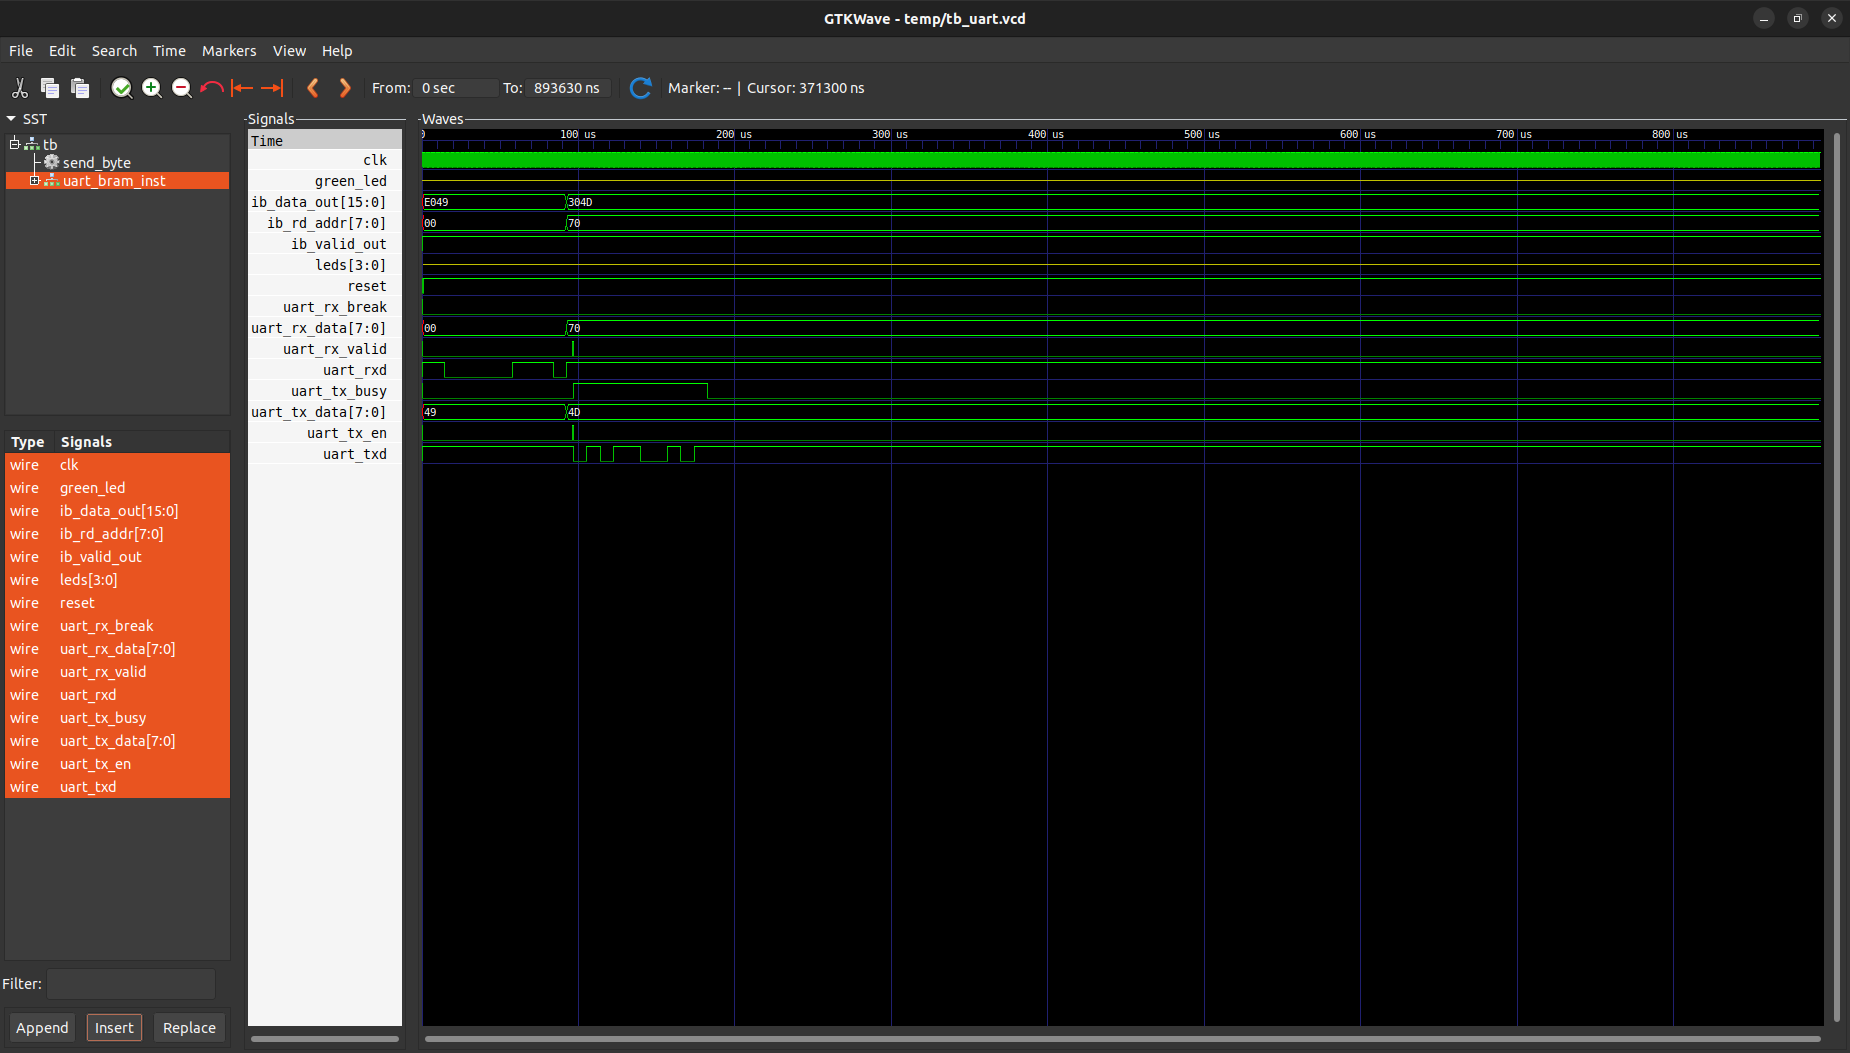 GTKWave - temp/tb_uart.vcd
File Edit Search Time Markers View Help
From: 0 sec To: 893630 ns Marker: -- | Cursor: 371300 ns
SST
tb
send_byte
uart_bram_inst
Type Signals
wire clk
wire green_led
wire ib_data_out[15:0]
wire ib_rd_addr[7:0]
wire ib_valid_out
wire leds[3:0]
wire reset
wire uart_rx_break
wire uart_rx_data[7:0]
wire uart_rx_valid
wire uart_rxd
wire uart_tx_busy
wire uart_tx_data[7:0]
wire uart_tx_en
wire uart_txd
Filter:
Append Insert Replace
Signals
Time
clk
green_led
ib_data_out[15:0]
ib_rd_addr[7:0]
ib_valid_out
leds[3:0]
reset
uart_rx_break
uart_rx_data[7:0]
uart_rx_valid
uart_rxd
uart_tx_busy
uart_tx_data[7:0]
uart_tx_en
uart_txd
Waves
0 100 us 200 us 300 us 400 us 500 us 600 us 700 us 800 us
E049 304D
00 70
00 70
49 4D